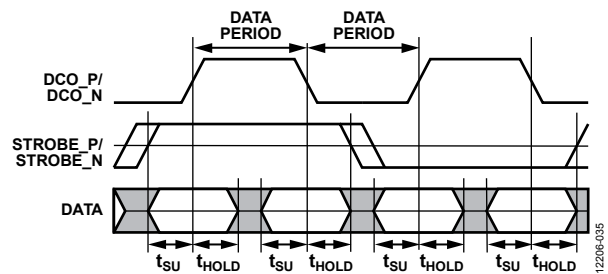 DATA
PERIOD
DATA
PERIOD
DCO_P/
DCO_N
STROBE_P/
STROBE_N
DATA
tSU tHOLD tSU tHOLD tSU tHOLD tSU tHOLD
12206-035